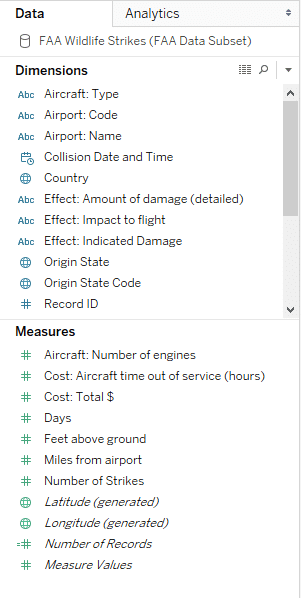 Data
Analytics
FAA Wildlife Strikes (FAA Data Subset)
Dimensions
Abc Aircraft: Type
Abc Airport: Code
Abc Airport: Name
Collision Date and Time
Country
Abc Effect: Amount of damage (detailed)
Abc Effect: Impact to flight
Abc Effect: Indicated Damage
Origin State
Origin State Code
# Record ID
Measures
# Aircraft: Number of engines
# Cost: Aircraft time out of service (hours)
# Cost: Total $
# Days
# Feet above ground
# Miles from airport
# Number of Strikes
Latitude (generated)
Longitude (generated)
=# Number of Records
# Measure Values